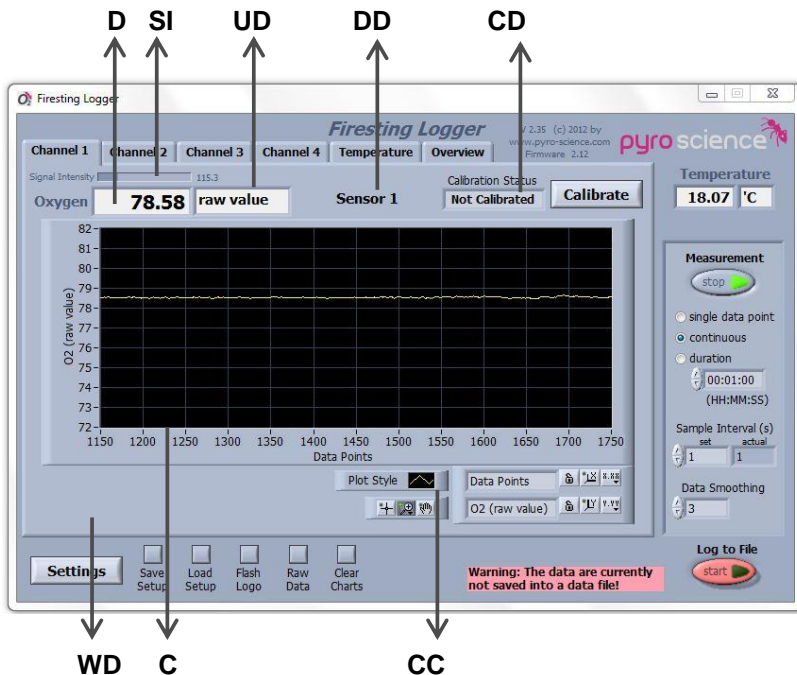 D SI UD DD CD
Firesting Logger
Firesting Logger
V 2.35 (c) 2012 by
www.pyro-science.com
Firmware 2.12
pyroscience
Channel 1 Channel 2 Channel 3 Channel 4 Temperature Overview
Signal Intensity 115.3
Oxygen 78.58 raw value
Sensor 1
Calibration Status
Not Calibrated
Calibrate
Temperature
18.07 'C
82
81
80
79
78
77
76
75
74
73
72
O2 (raw value)
1150 1200 1250 1300 1350 1400 1450 1500 1550 1600 1650 1700 1750
Data Points
Plot Style
Data Points
O2 (raw value)
Measurement
stop
single data point
continuous
duration
00:01:00
(HH:MM:SS)
Sample Interval (s)
set actual
1 1
Data Smoothing
3
Log to File
start
Settings
Save Setup
Load Setup
Flash Logo
Raw Data
Clear Charts
Warning: The data are currently
not saved into a data file!
WD C CC